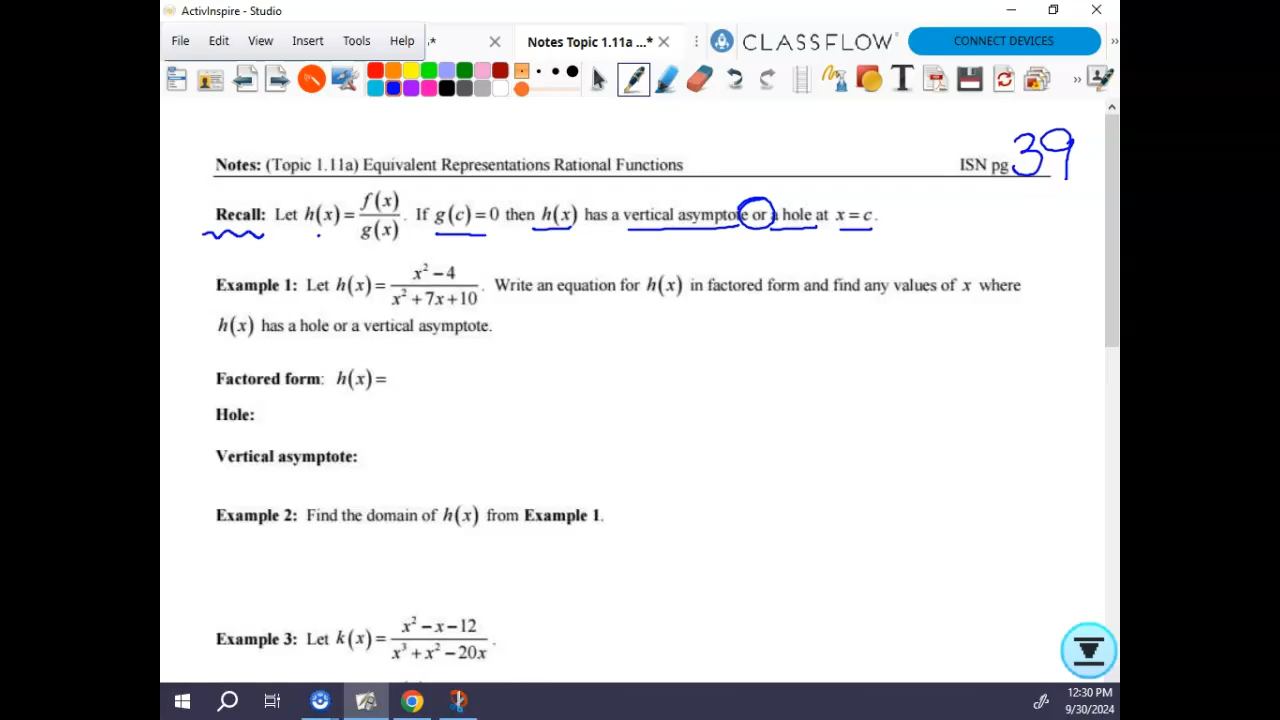 ActivInspire - Studio
File Edit View Insert Tools Help .* Notes Topic 1.11a ...* CLASSFLOW CONNECT DEVICES
Notes: (Topic 1.11a) Equivalent Representations Rational Functions ISN pg 39
Recall: Let h(x) = f(x)/g(x). If g(c) = 0 then h(x) has a vertical asymptote or a hole at x = c.
Example 1: Let h(x) = (x² − 4)/(x² + 7x + 10). Write an equation for h(x) in factored form and find any values of x where
h(x) has a hole or a vertical asymptote.
Factored form: h(x) =
Hole:
Vertical asymptote:
Example 2: Find the domain of h(x) from Example 1.
Example 3: Let k(x) = (x² − x − 12)/(x³ + x² − 20x).
12:30 PM
9/30/2024